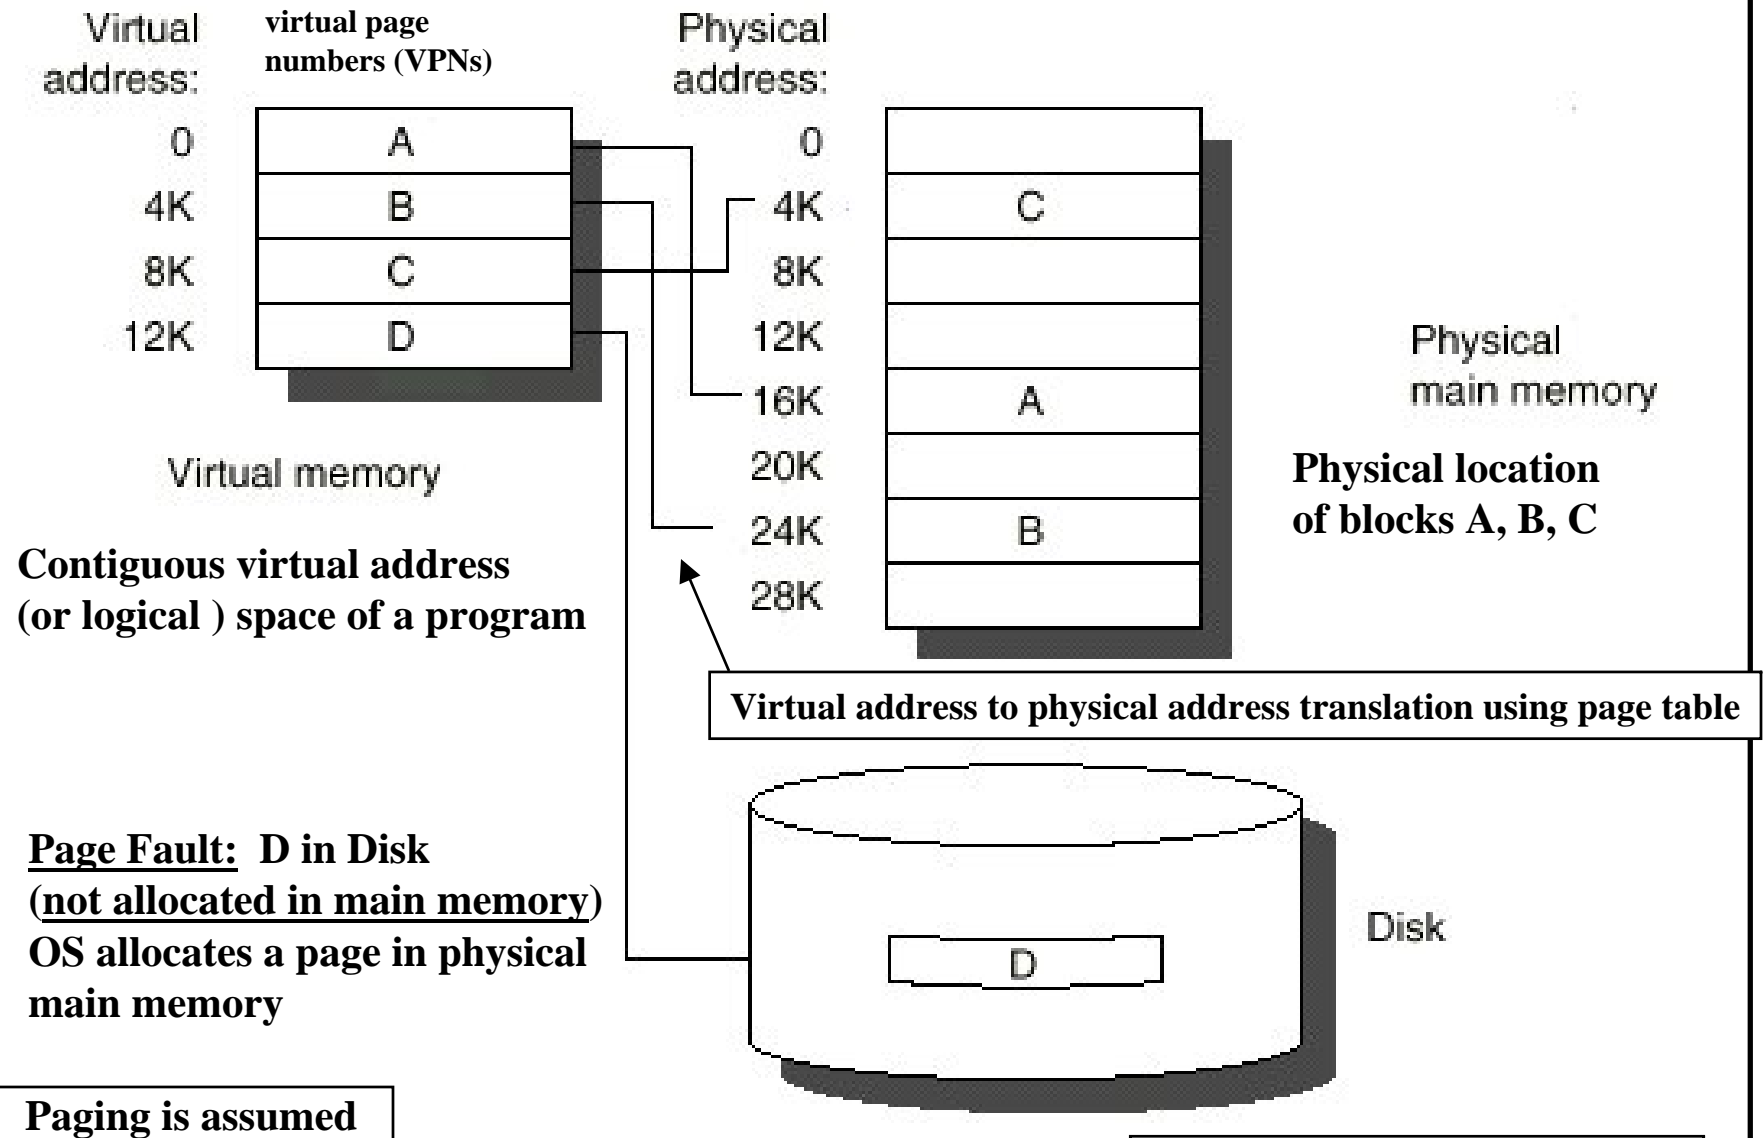 Virtual
address:
virtual page
numbers (VPNs)
Physical
address:
0
A
0
4K
B
4K
C
8K
C
8K
12K
D
12K
16K
A
Physical
main memory
Virtual memory
20K
Physical location
of blocks A, B, C
24K
B
28K
Contiguous virtual address
(or logical ) space of a program
Virtual address to physical address translation using page table
Page Fault: D in Disk
(not allocated in main memory)
OS allocates a page in physical
main memory
D
Disk
Paging is assumed